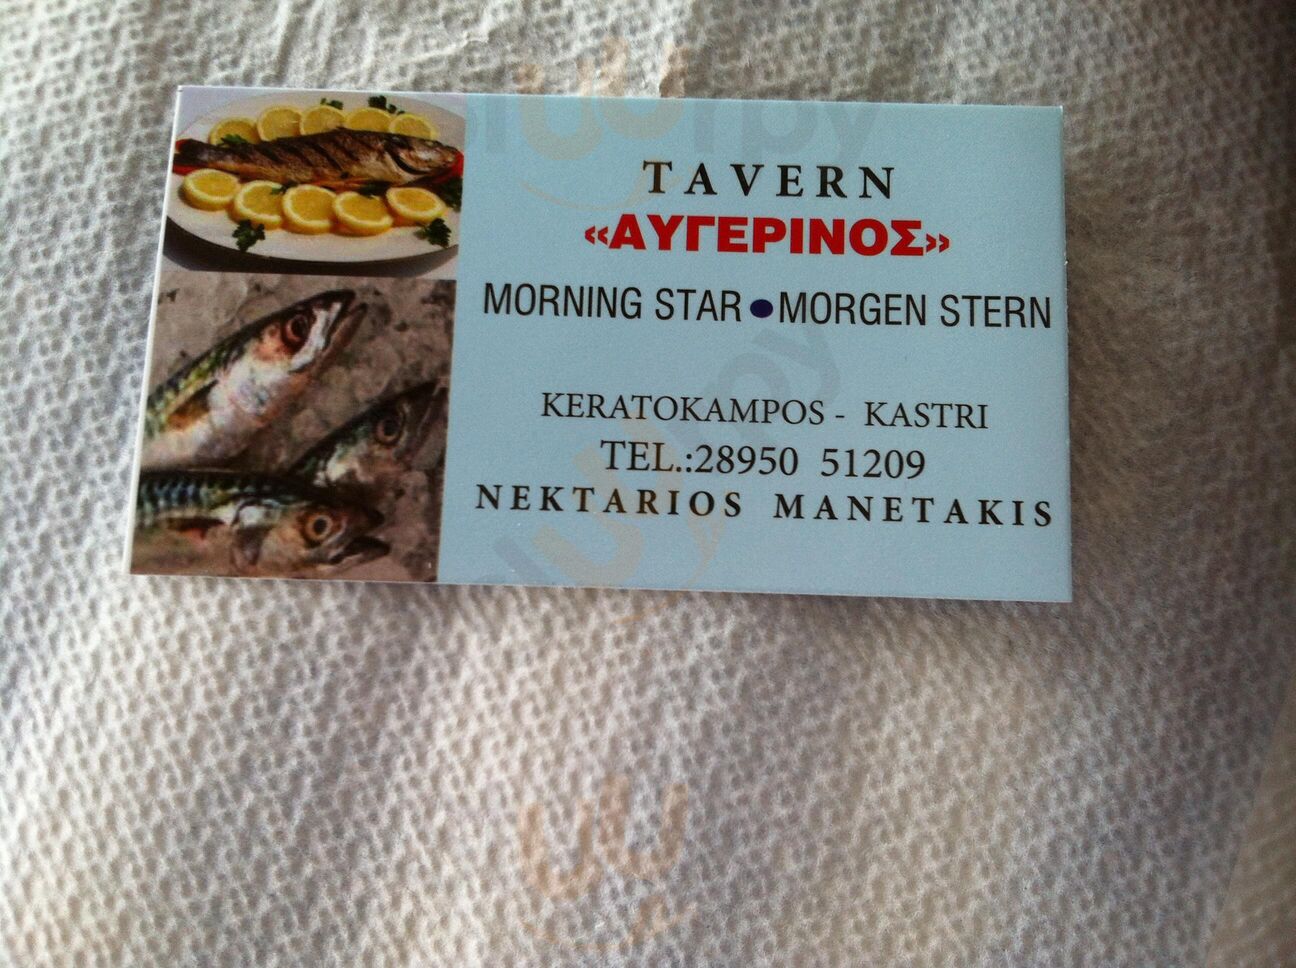 TAVERN
«ΑΥΓΕΡΙΝΟΣ»
MORNING STAR • MORGEN STERN
KERATOKAMPOS - KASTRI
TEL.:28950 51209
NEKTARIOS MANETAKIS